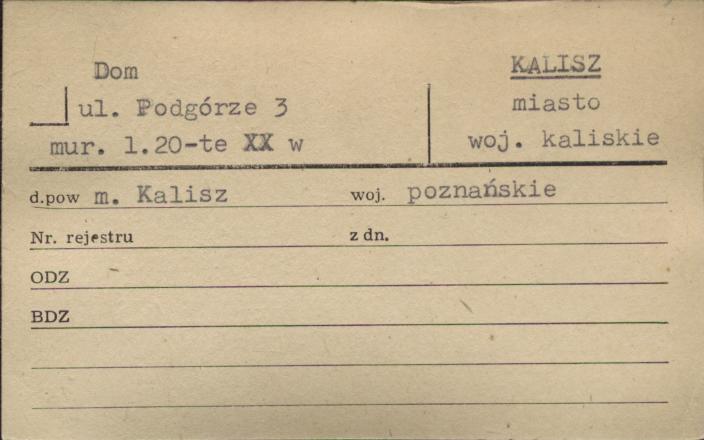 Dom
ul. Podgórze 3
mur. l.20-te XX w
KALISZ
miasto
woj. kaliskie
d.pow m. Kalisz woj. poznańskie
Nr. rejestru z dn.
ODZ
BDZ